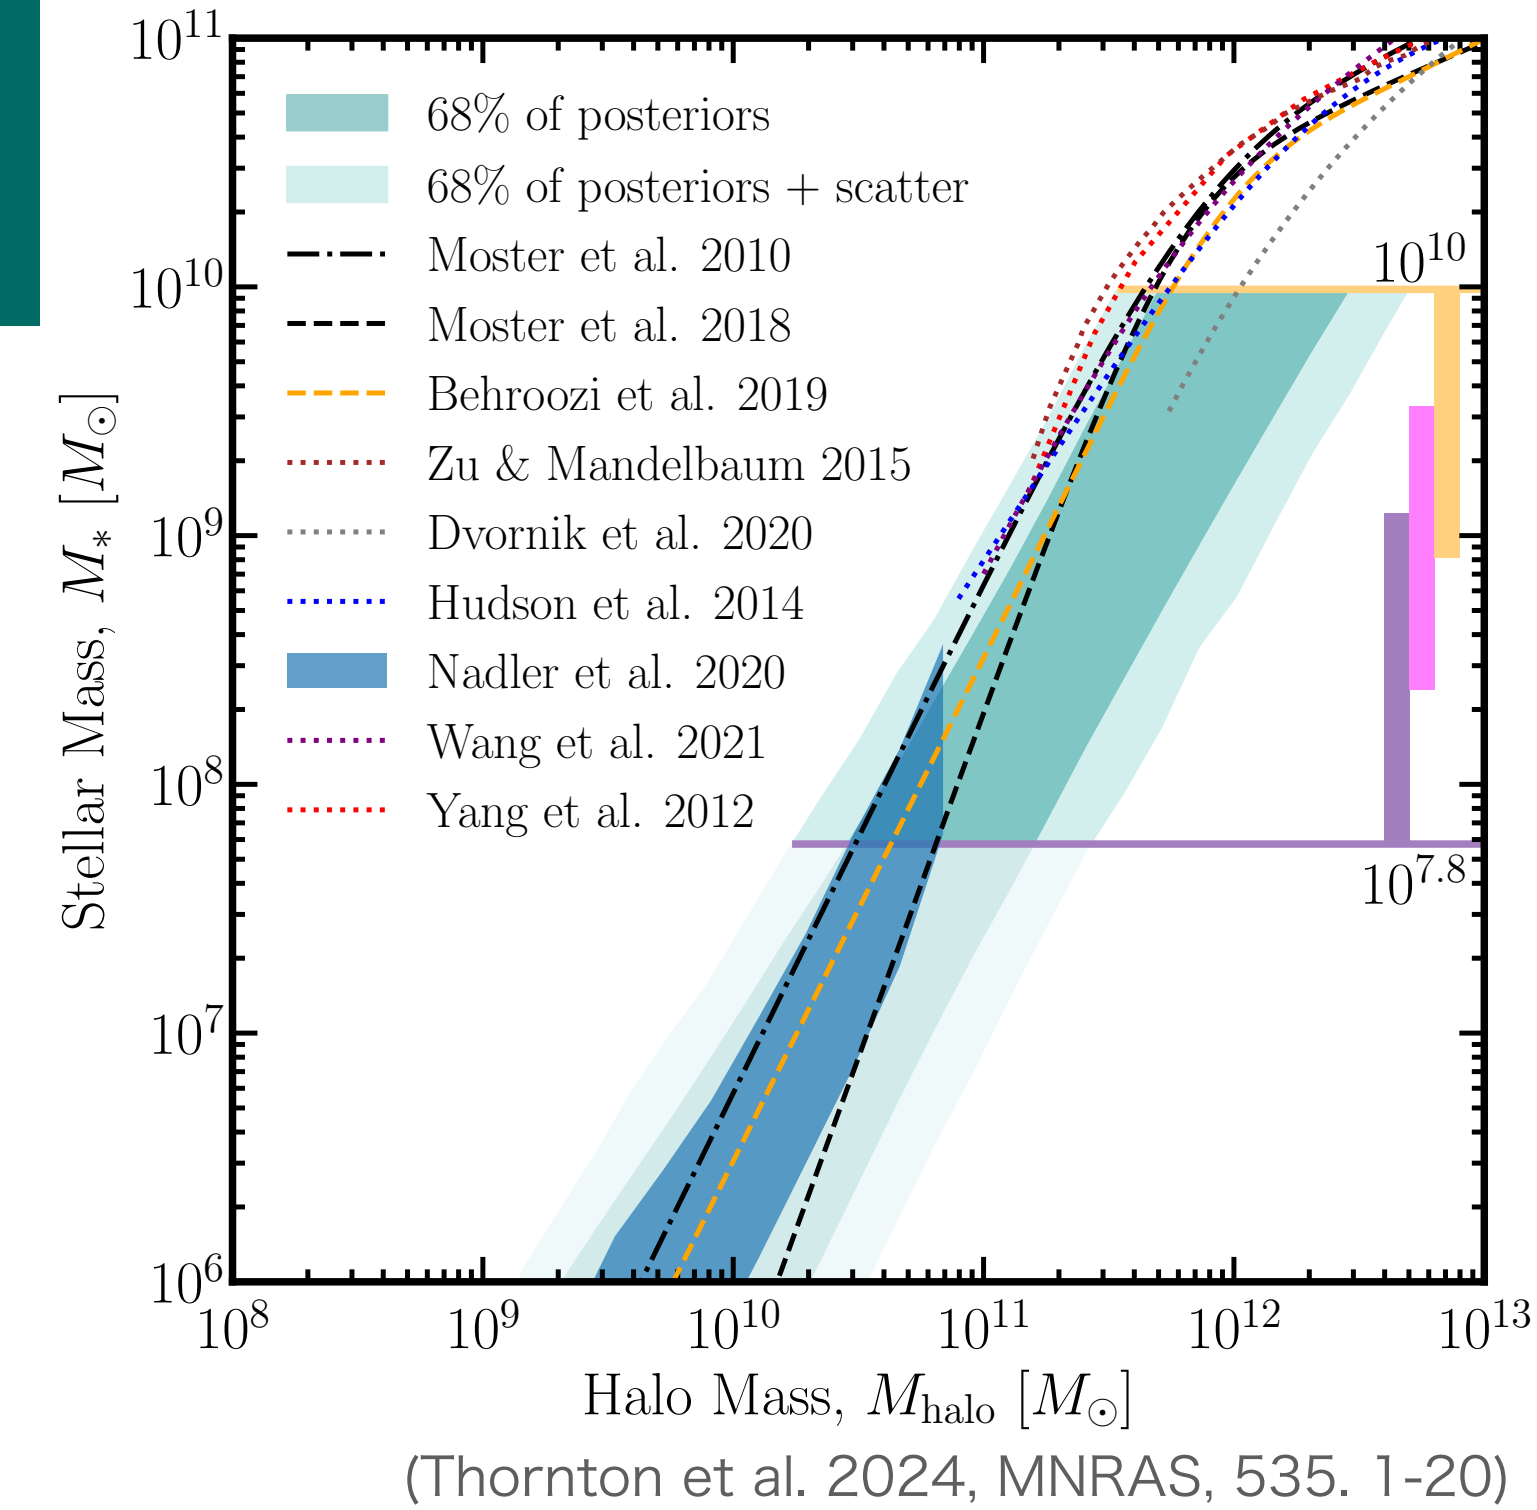 10^11
10^10
10^9
10^8
10^7
10^6
Stellar Mass, M_* [M_⊙]
68% of posteriors
68% of posteriors + scatter
Moster et al. 2010
Moster et al. 2018
Behroozi et al. 2019
Zu & Mandelbaum 2015
Dvornik et al. 2020
Hudson et al. 2014
Nadler et al. 2020
Wang et al. 2021
Yang et al. 2012
10^10
10^7.8
10^8 10^9 10^10 10^11 10^12 10^13
Halo Mass, M_halo [M_⊙]
(Thornton et al. 2024, MNRAS, 535. 1-20)